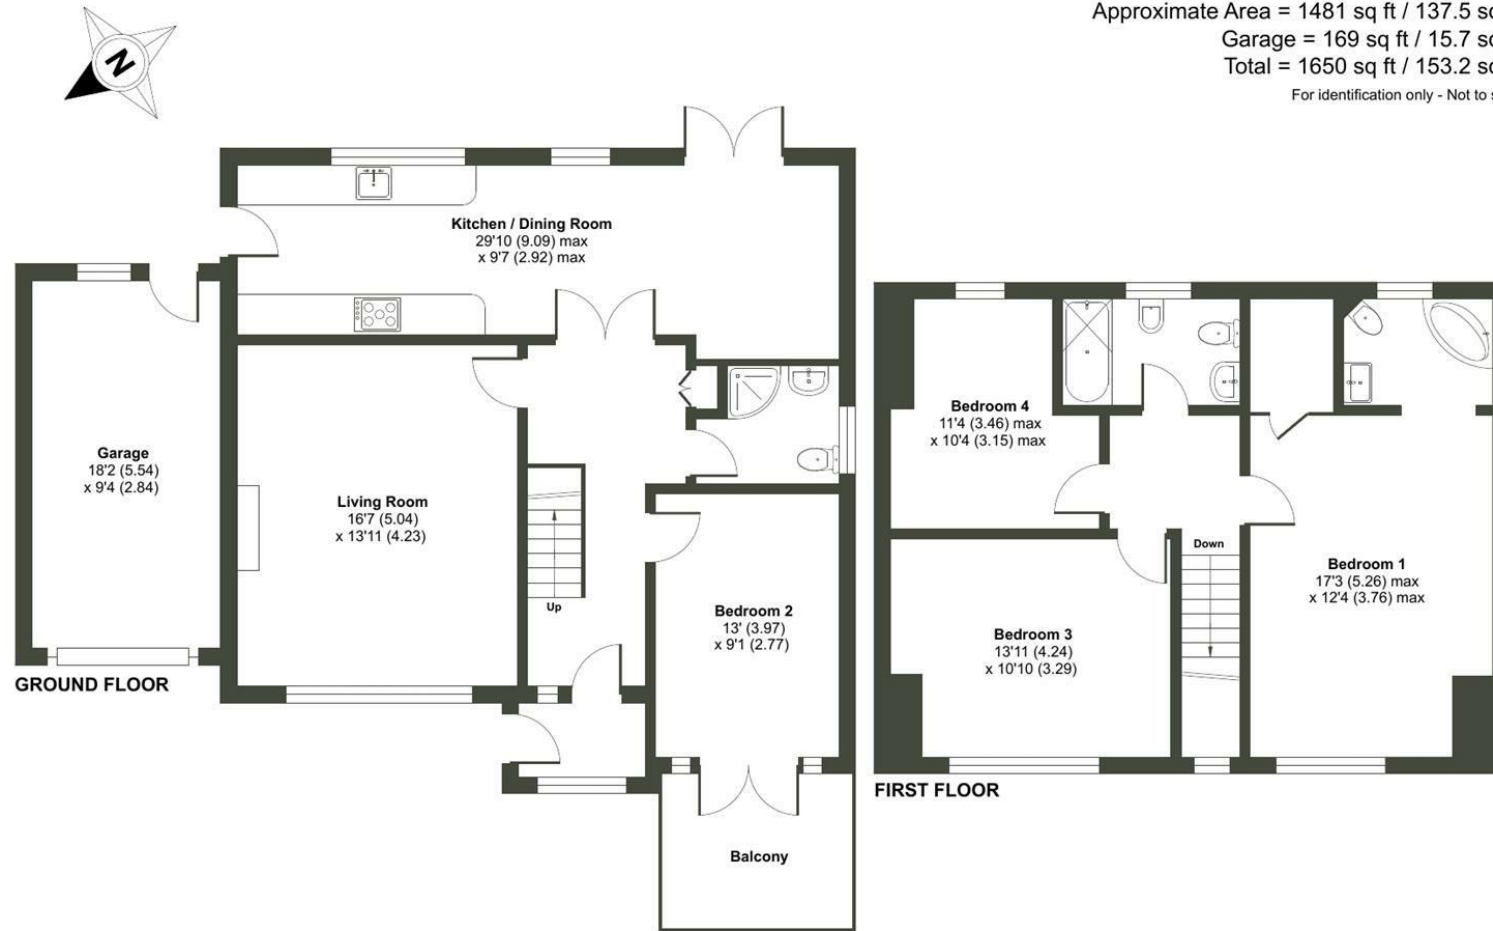 Approximate Area = 1481 sq ft / 137.5 sq
Garage = 169 sq ft / 15.7 sq
Total = 1650 sq ft / 153.2 sq
For identification only - Not to s
N
Kitchen / Dining Room
29'10 (9.09) max
x 9'7 (2.92) max
Garage
18'2 (5.54)
x 9'4 (2.84)
Living Room
16'7 (5.04)
x 13'11 (4.23)
Up
Bedroom 2
13' (3.97)
x 9'1 (2.77)
Balcony
GROUND FLOOR
Bedroom 4
11'4 (3.46) max
x 10'4 (3.15) max
Down
Bedroom 1
17'3 (5.26) max
x 12'4 (3.76) max
Bedroom 3
13'11 (4.24)
x 10'10 (3.29)
FIRST FLOOR